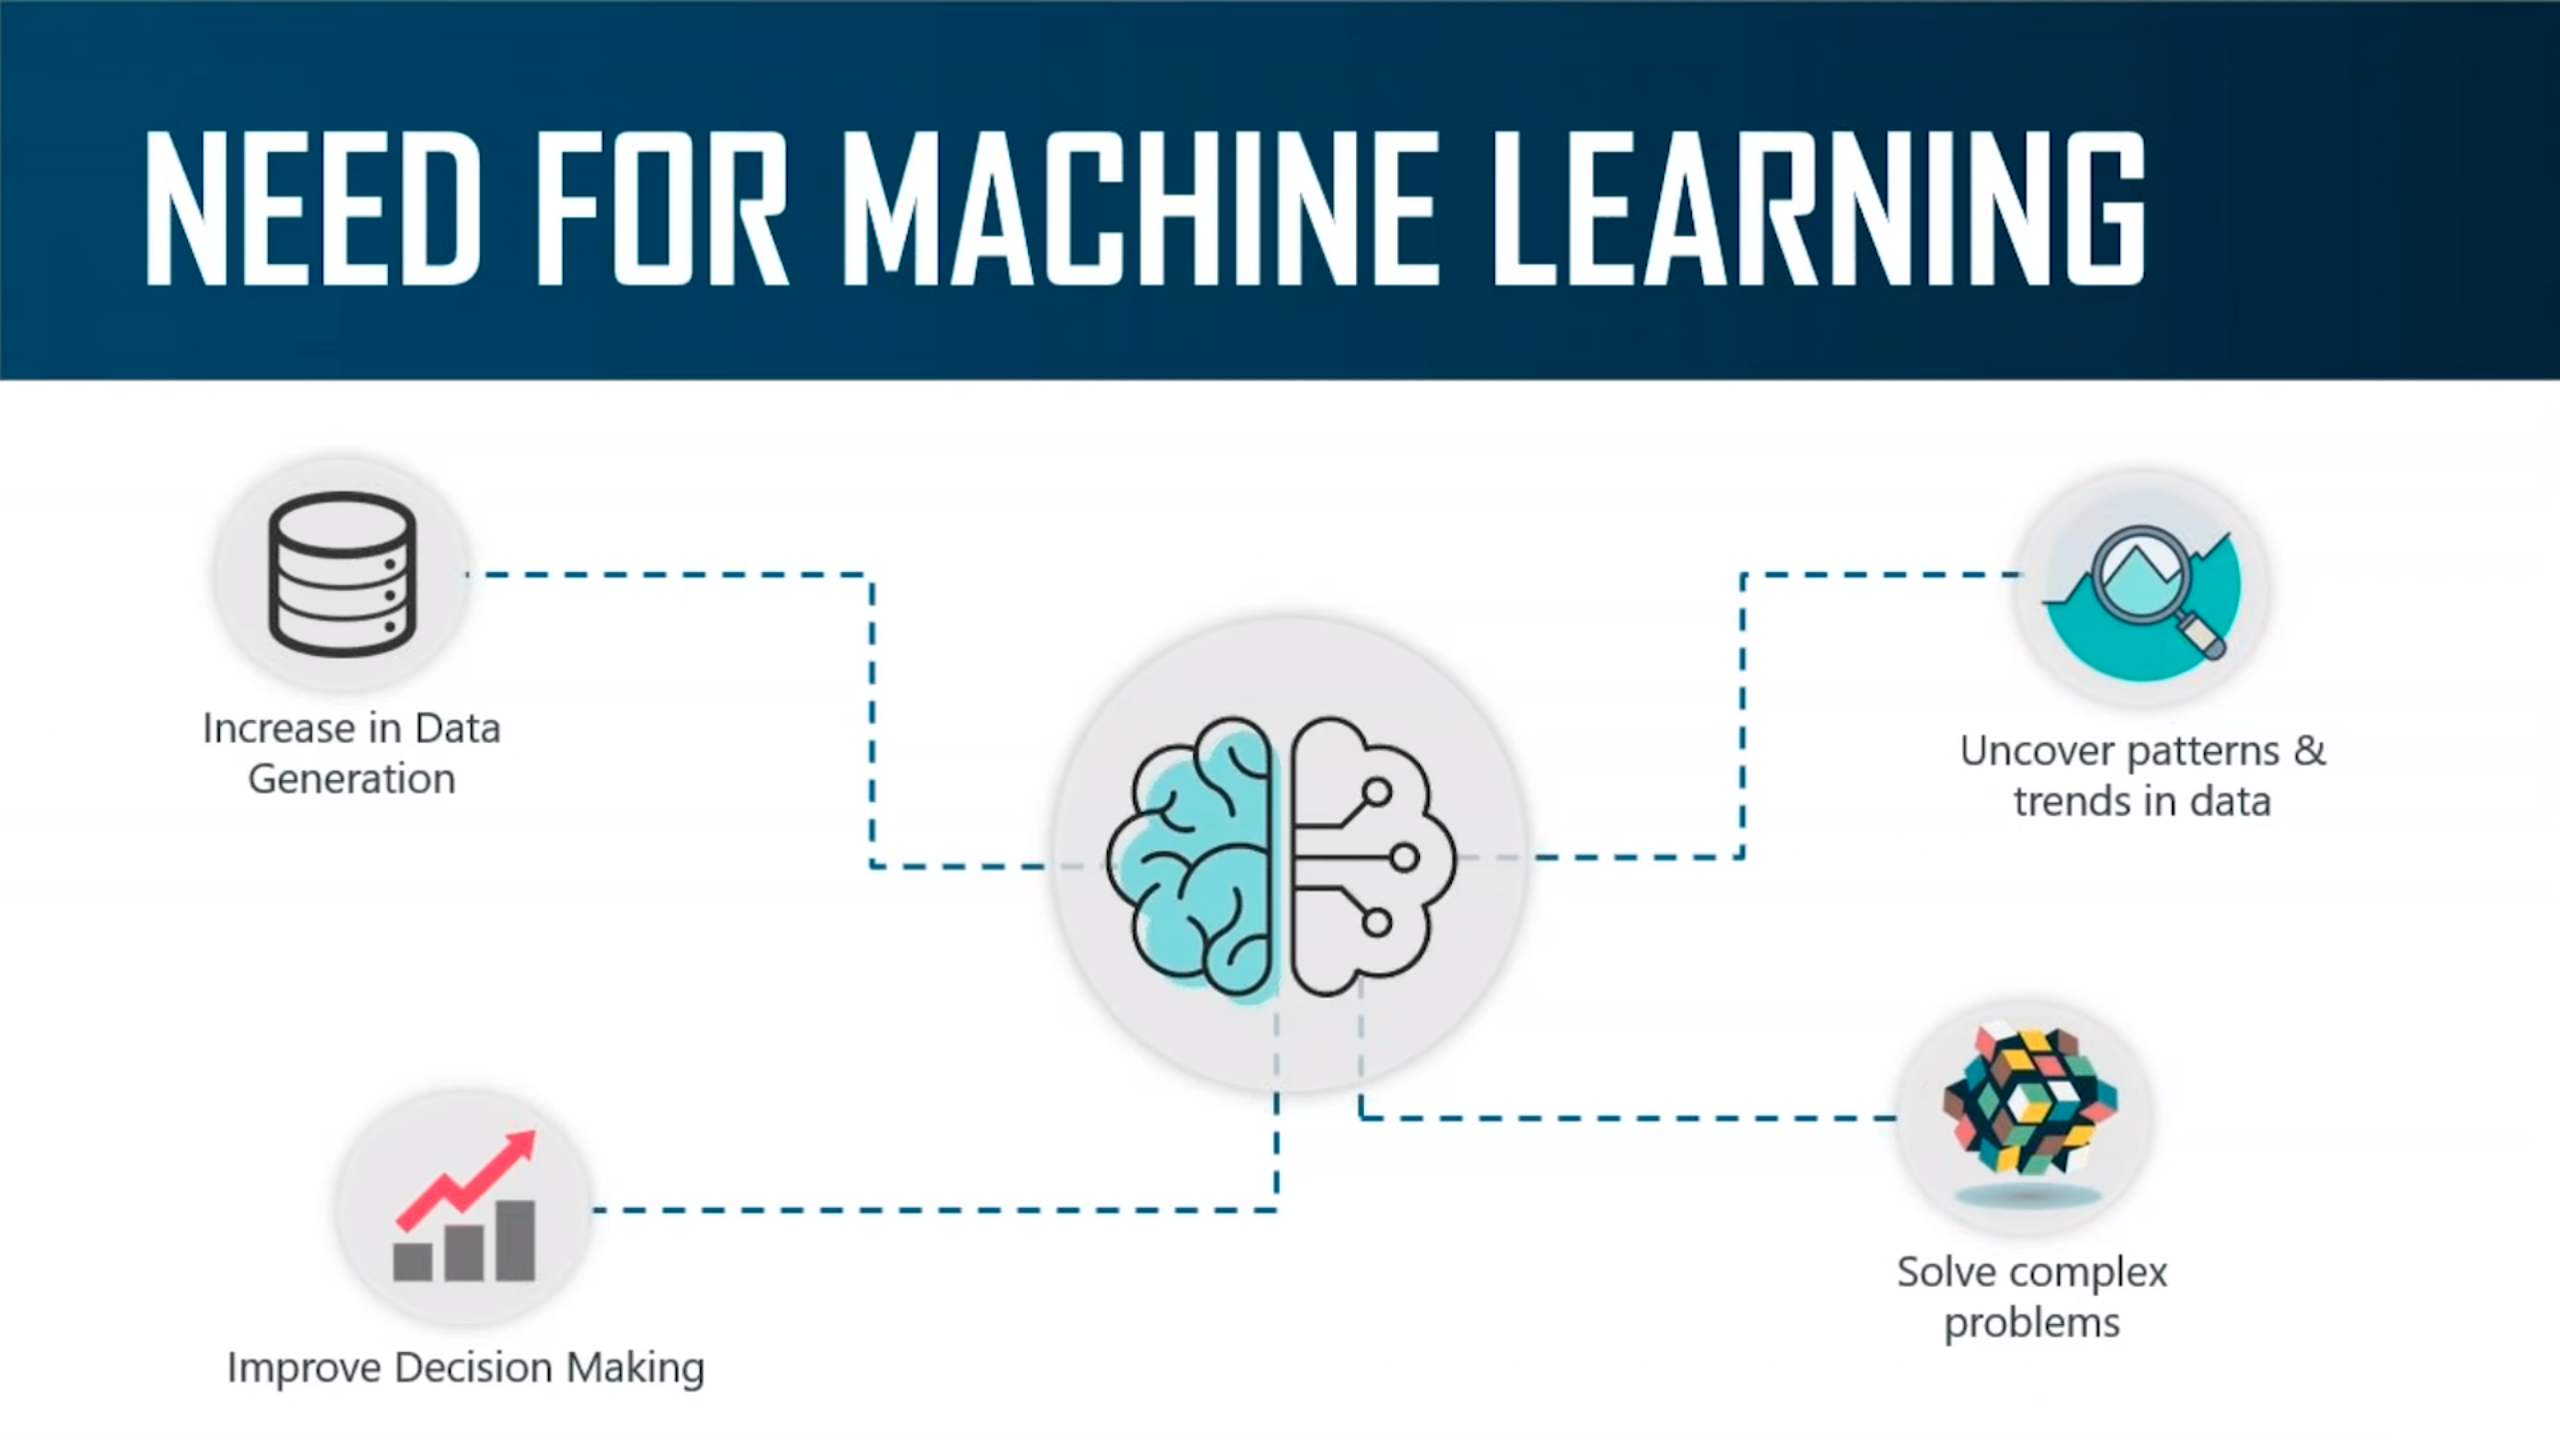 NEED FOR MACHINE LEARNING
Increase in Data
Generation
Uncover patterns &
trends in data
Improve Decision Making
Solve complex
problems